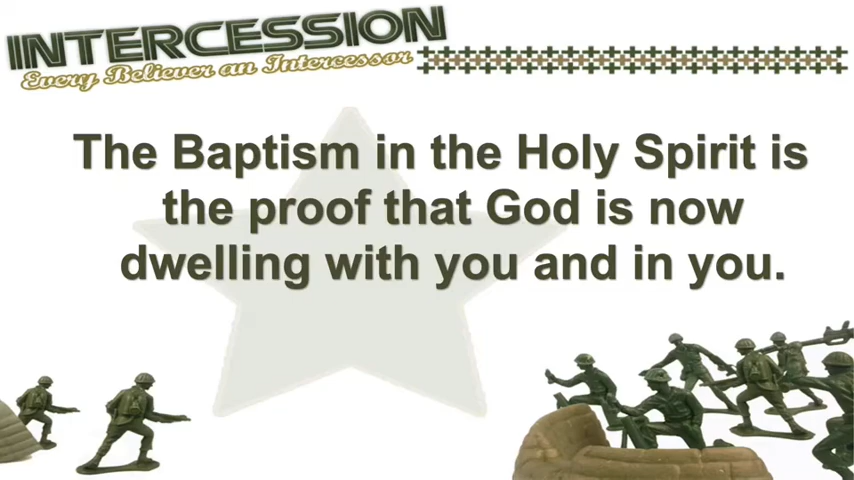 INTERCESSION
Every Believer an Intercessor
The Baptism in the Holy Spirit is
the proof that God is now
dwelling with you and in you.